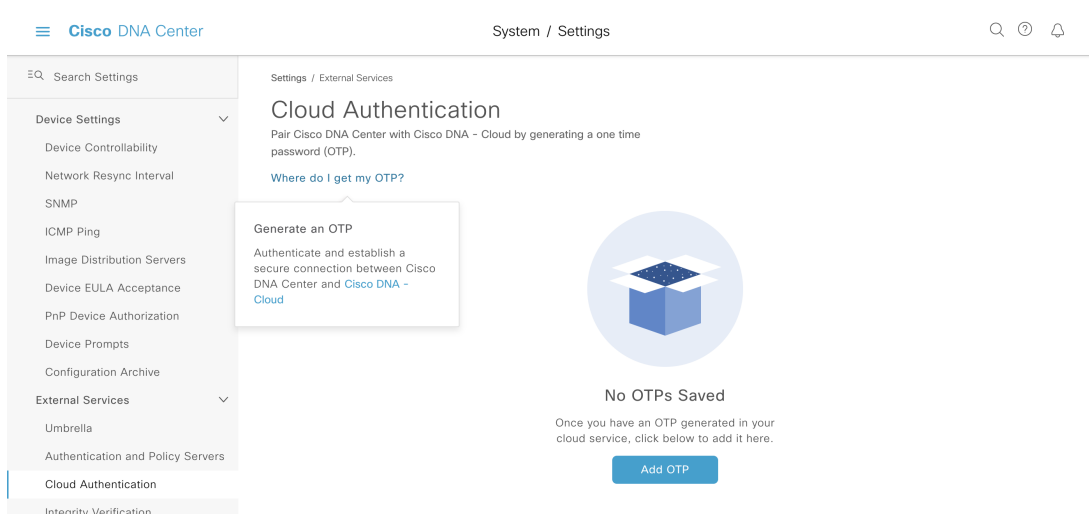 Cisco DNA Center
System / Settings
Search Settings
Device Settings
Device Controllability
Network Resync Interval
SNMP
ICMP Ping
Image Distribution Servers
Device EULA Acceptance
PnP Device Authorization
Device Prompts
Configuration Archive
External Services
Umbrella
Authentication and Policy Servers
Cloud Authentication
Integrity Verification
Settings / External Services
Cloud Authentication
Pair Cisco DNA Center with Cisco DNA - Cloud by generating a one time
password (OTP).
Where do I get my OTP?
Generate an OTP
Authenticate and establish a
secure connection between Cisco
DNA Center and Cisco DNA -
Cloud
No OTPs Saved
Once you have an OTP generated in your
cloud service, click below to add it here.
Add OTP